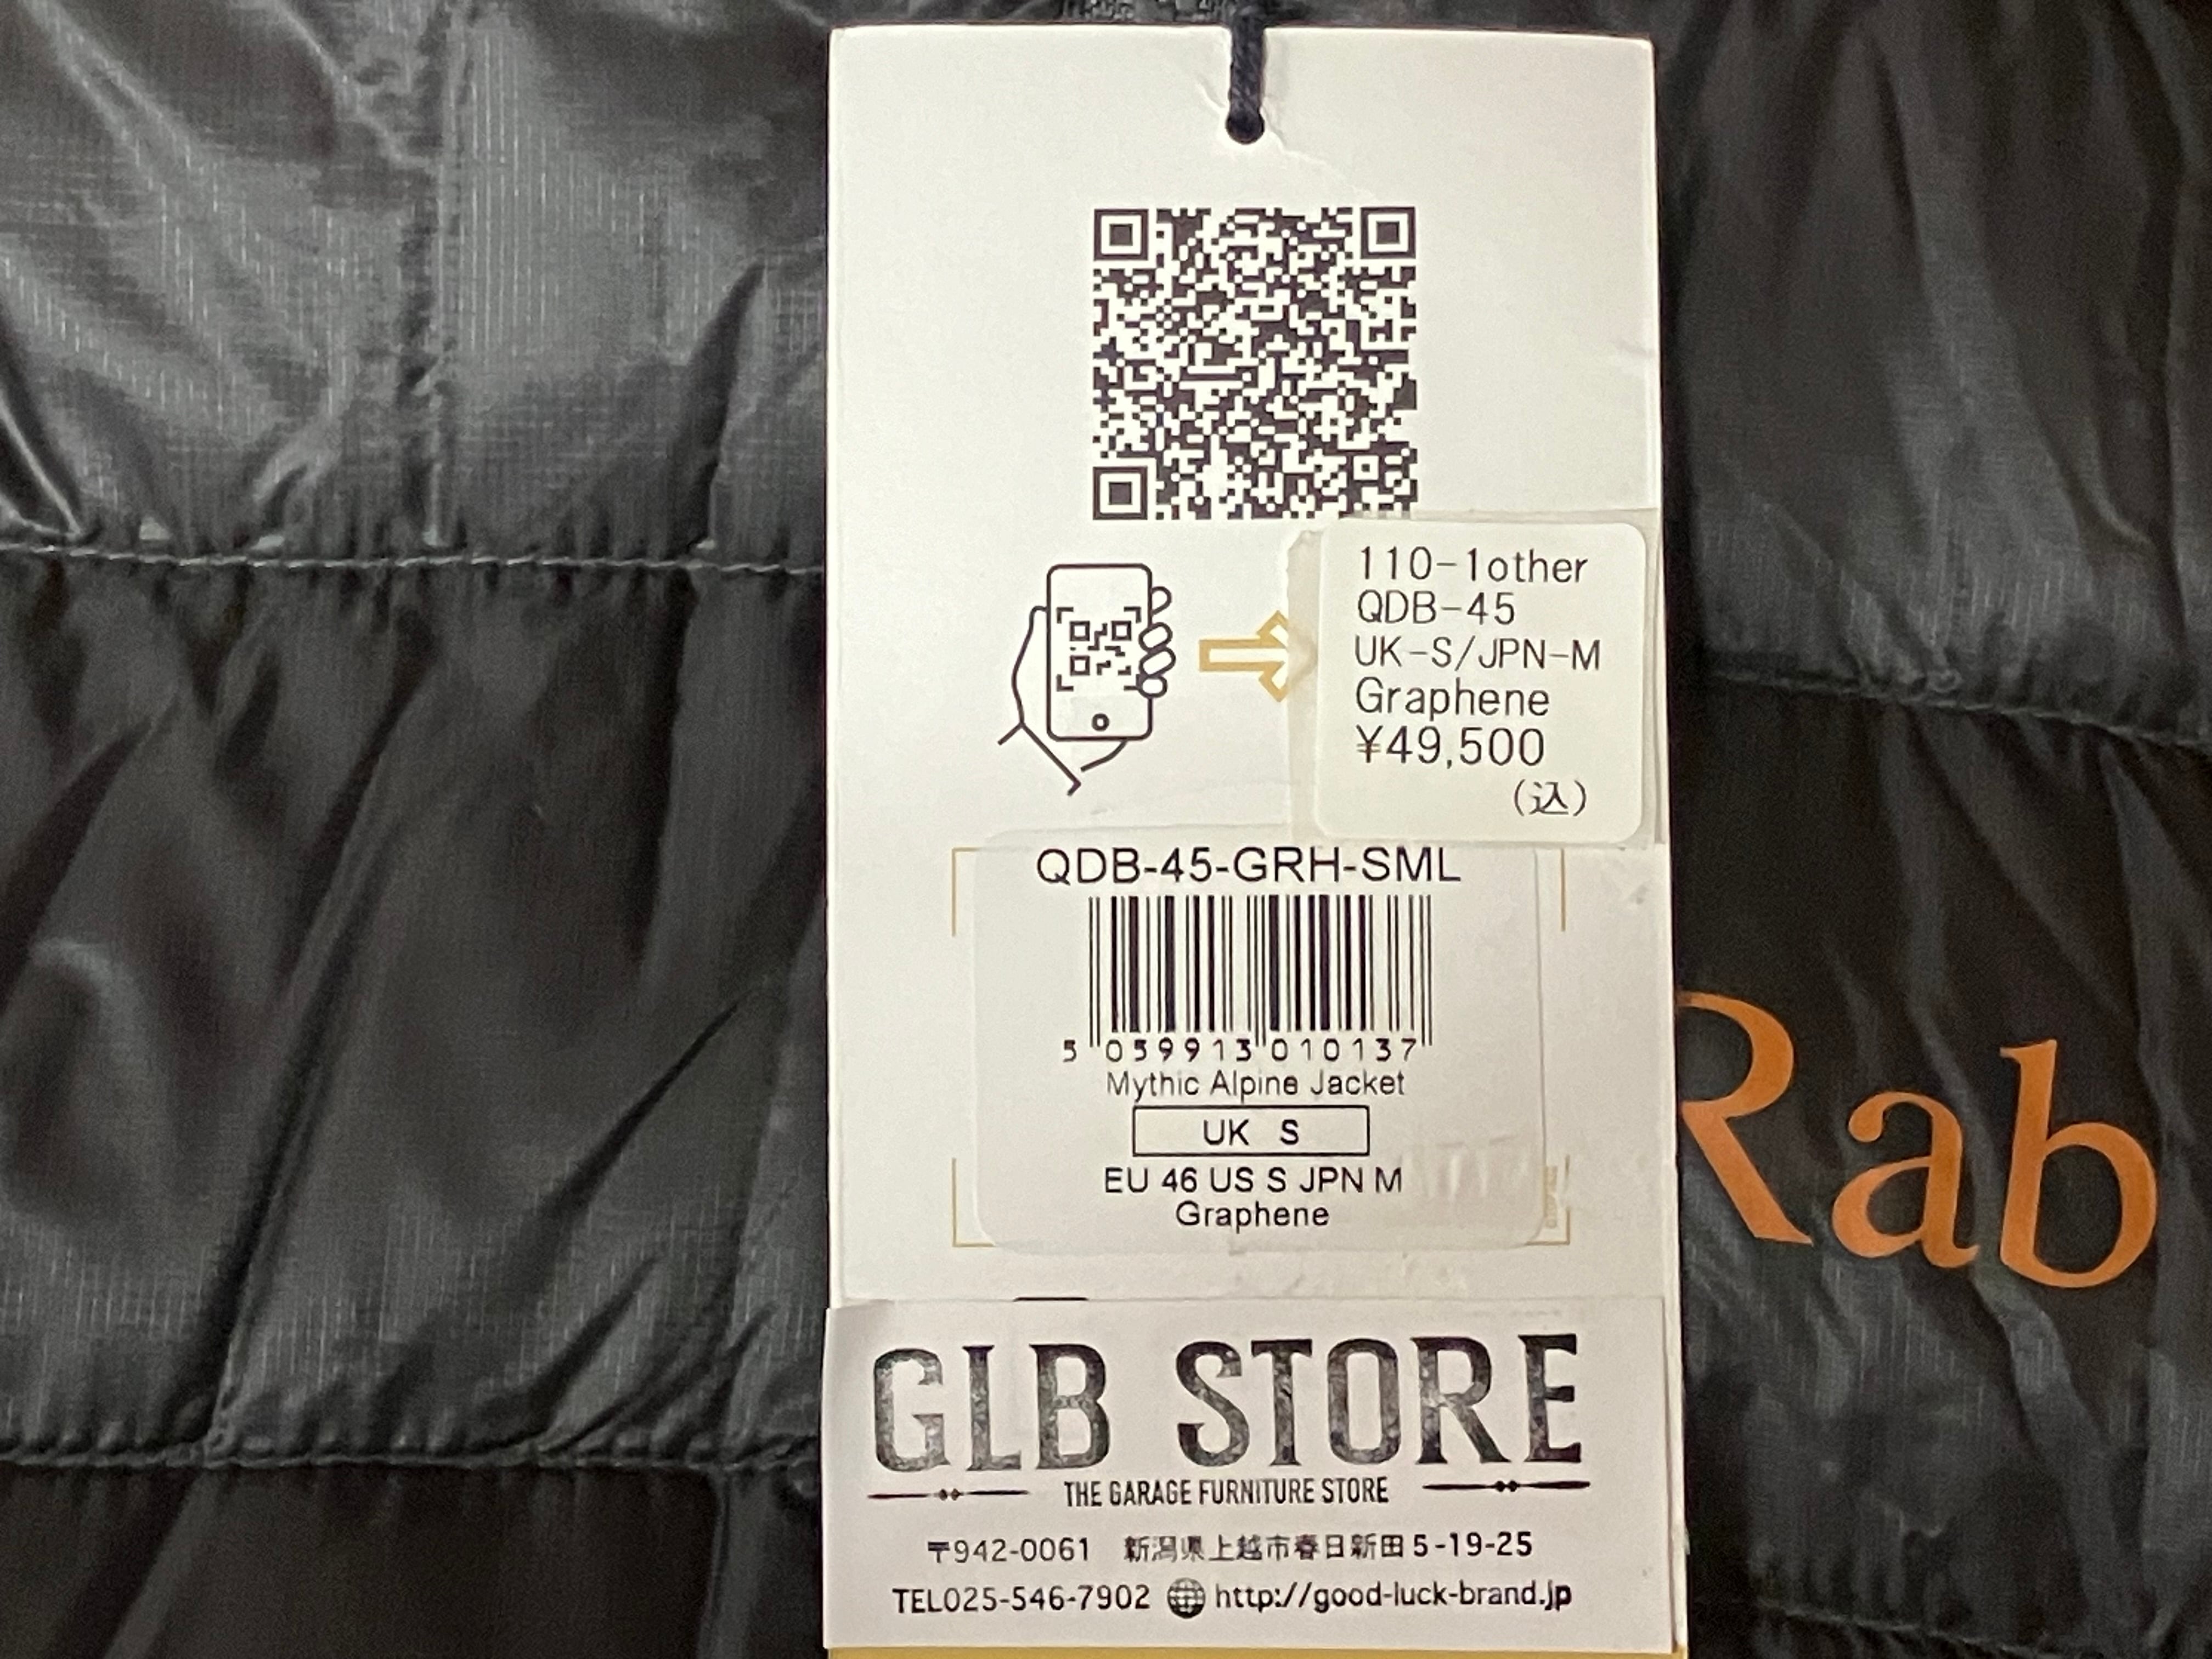 110-1other
QDB-45
UK-S/JPN-M
Graphene
¥49,500
(込)
QDB-45-GRH-SML
5 059913 010137
Mythic Alpine Jacket
UK S
EU 46 US S JPN M
Graphene
Rab
GLB STORE
THE GARAGE FURNITURE STORE
〒942-0061 新潟県上越市春日新田5-19-25
TEL025-546-7902 http://good-luck-brand.jp